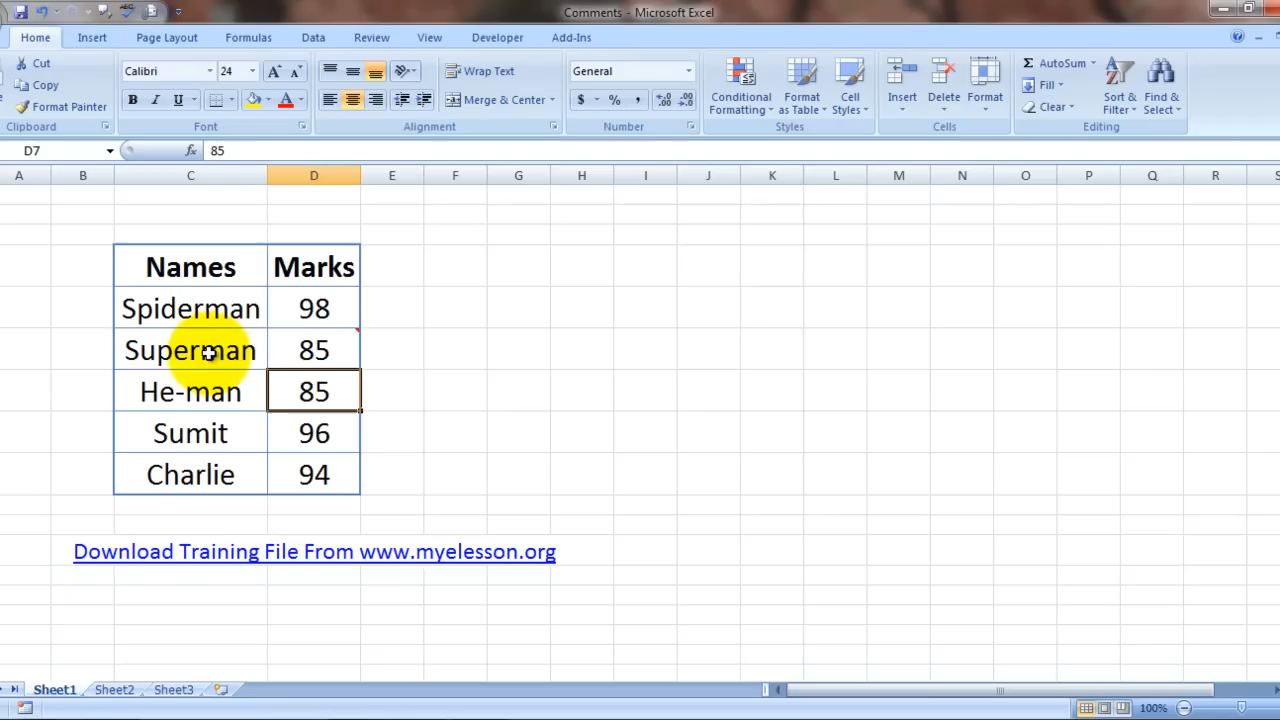 Comments - Microsoft Excel
Home Insert Page Layout Formulas Data Review View Developer Add-Ins
Cut
Copy
Format Painter
Clipboard
Calibri 24
B I U A
Font
Wrap Text
Merge & Center
Alignment
General
$ % ,
Number
Conditional Formatting
Format as Table
Cell Styles
Styles
Insert Delete Format
Cells
Σ AutoSum
Fill
Clear
Sort & Filter
Find & Select
Editing
D7 fx 85
A B C D E F G H I J K L M N O P Q R S
Names Marks
Spiderman 98
Superman 85
He-man 85
Sumit 96
Charlie 94
Download Training File From www.myelesson.org
Sheet1 Sheet2 Sheet3
100%